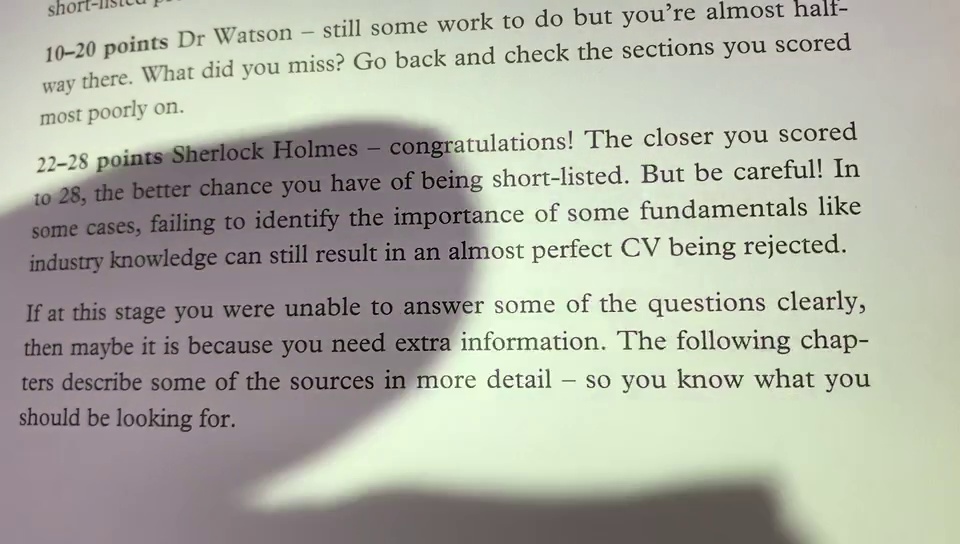 short-listed
10–20 points Dr Watson – still some work to do but you're almost half-
way there. What did you miss? Go back and check the sections you scored
most poorly on.
22–28 points Sherlock Holmes – congratulations! The closer you scored
to 28, the better chance you have of being short-listed. But be careful! In
some cases, failing to identify the importance of some fundamentals like
industry knowledge can still result in an almost perfect CV being rejected.
If at this stage you were unable to answer some of the questions clearly,
then maybe it is because you need extra information. The following chap-
ters describe some of the sources in more detail – so you know what you
should be looking for.